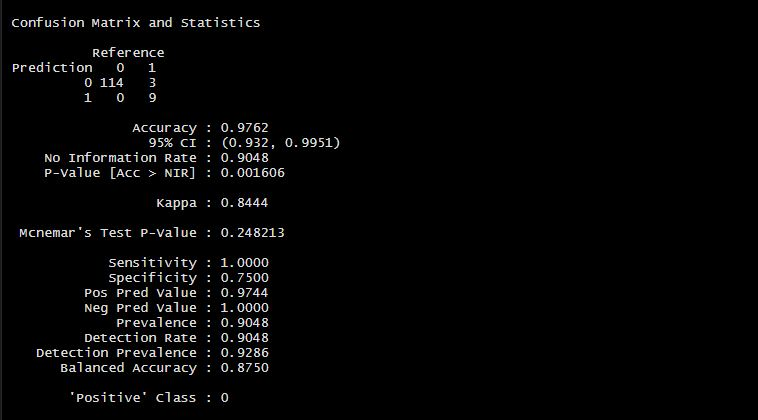 Confusion Matrix and Statistics
Reference
Prediction 0 1
0 114 3
1 0 9
Accuracy : 0.9762
95% CI : (0.932, 0.9951)
No Information Rate : 0.9048
P-Value [Acc > NIR] : 0.001606
Kappa : 0.8444
Mcnemar's Test P-Value : 0.248213
Sensitivity : 1.0000
Specificity : 0.7500
Pos Pred Value : 0.9744
Neg Pred Value : 1.0000
Prevalence : 0.9048
Detection Rate : 0.9048
Detection Prevalence : 0.9286
Balanced Accuracy : 0.8750
'Positive' Class : 0